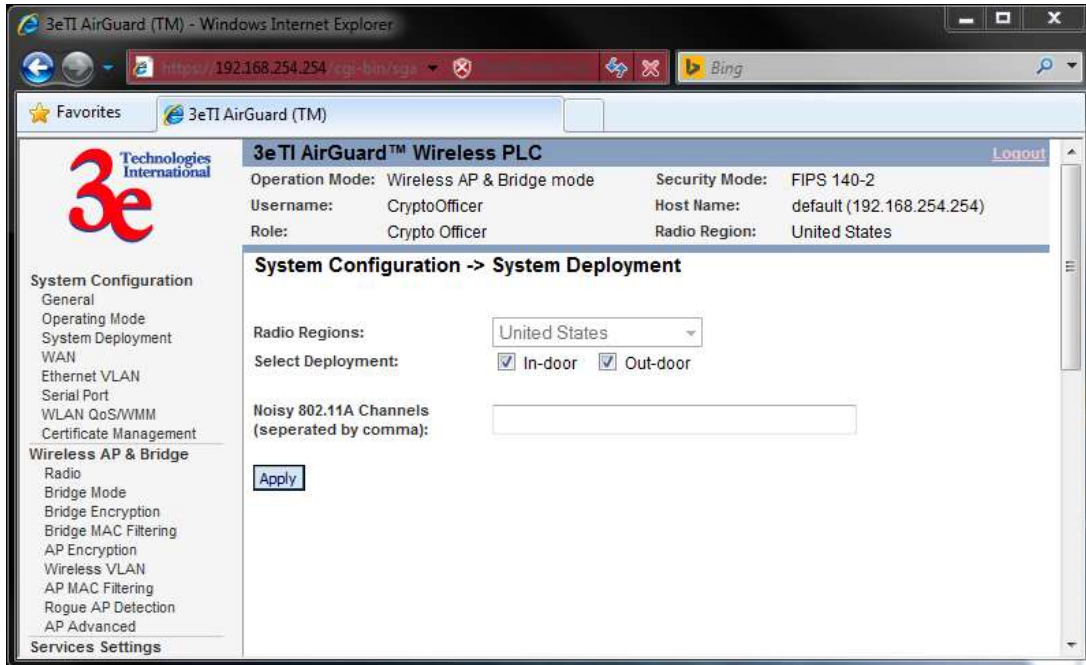 3eTI AirGuard (TM) - Windows Internet Explorer
https://192.168.254.254/cgi-bin/sga
Bing
Favorites
3eTI AirGuard (TM)
3e Technologies International
3eTI AirGuard™ Wireless PLC
Logout
Operation Mode: Wireless AP & Bridge mode Security Mode: FIPS 140-2
Username: CryptoOfficer Host Name: default (192.168.254.254)
Role: Crypto Officer Radio Region: United States
System Configuration
General
Operating Mode
System Deployment
WAN
Ethernet VLAN
Serial Port
WLAN QoS/WMM
Certificate Management
Wireless AP & Bridge
Radio
Bridge Mode
Bridge Encryption
Bridge MAC Filtering
AP Encryption
Wireless VLAN
AP MAC Filtering
Rogue AP Detection
AP Advanced
Services Settings
System Configuration -> System Deployment
Radio Regions: United States
Select Deployment: In-door Out-door
Noisy 802.11A Channels
(seperated by comma):
Apply